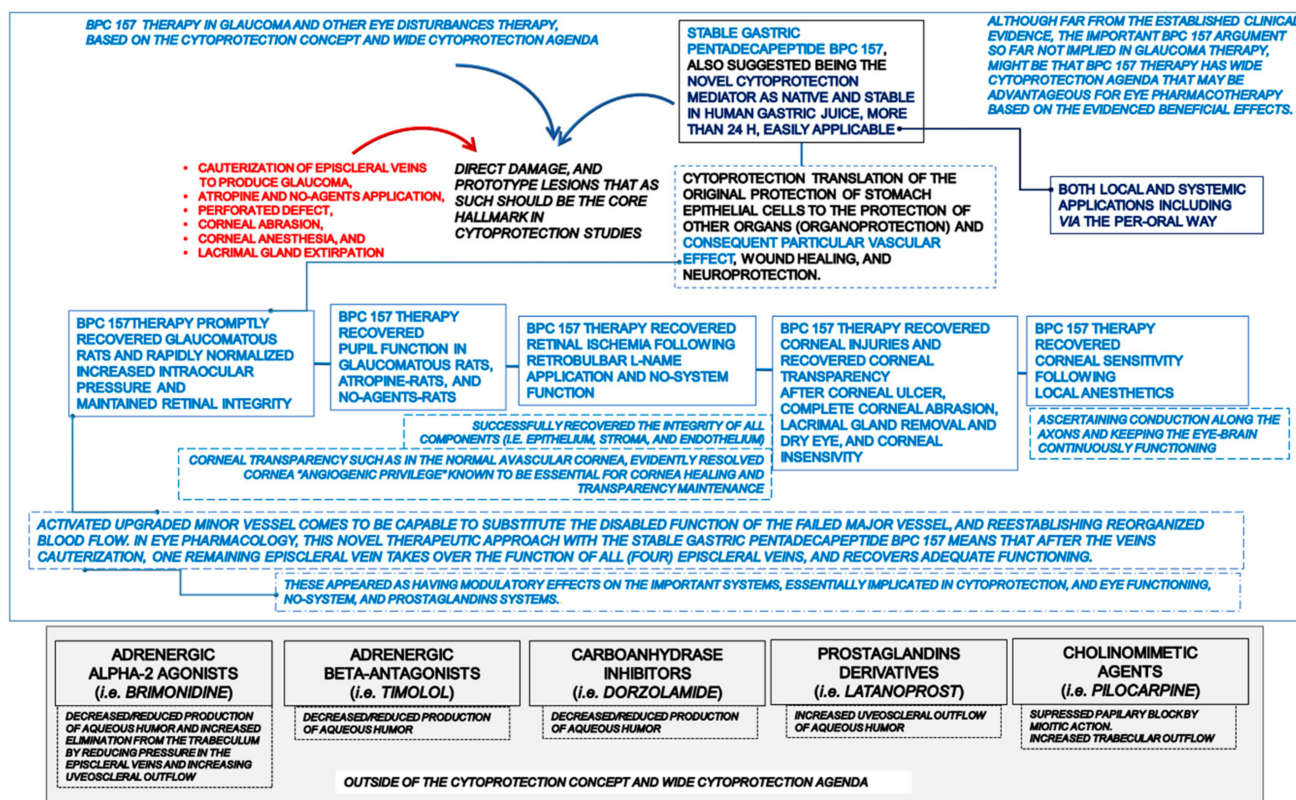 BPC 157 THERAPY IN GLAUCOMA AND OTHER EYE DISTURBANCES THERAPY,
BASED ON THE CYTOPROTECTION CONCEPT AND WIDE CYTOPROTECTION AGENDA
STABLE GASTRIC
PENTADECAPEPTIDE BPC 157,
ALSO SUGGESTED BEING THE
NOVEL CYTOPROTECTION
MEDIATOR AS NATIVE AND STABLE
IN HUMAN GASTRIC JUICE, MORE
THAN 24 H, EASILY APPLICABLE
ALTHOUGH FAR FROM THE ESTABLISHED CLINICAL
EVIDENCE, THE IMPORTANT BPC 157 ARGUMENT
SO FAR NOT IMPLIED IN GLAUCOMA THERAPY,
MIGHT BE THAT BPC 157 THERAPY HAS WIDE
CYTOPROTECTION AGENDA THAT MAY BE
ADVANTAGEOUS FOR EYE PHARMACOTHERAPY
BASED ON THE EVIDENCED BENEFICIAL EFFECTS.
• CAUTERIZATION OF EPISCLERAL VEINS
TO PRODUCE GLAUCOMA,
• ATROPINE AND NO-AGENTS APPLICATION,
• PERFORATED DEFECT,
• CORNEAL ABRASION,
• CORNEAL ANESTHESIA, AND
• LACRIMAL GLAND EXTIRPATION
DIRECT DAMAGE, AND
PROTOTYPE LESIONS THAT AS
SUCH SHOULD BE THE CORE
HALLMARK IN
CYTOPROTECTION STUDIES
CYTOPROTECTION TRANSLATION OF THE
ORIGINAL PROTECTION OF STOMACH
EPITHELIAL CELLS TO THE PROTECTION OF
OTHER ORGANS (ORGANOPROTECTION) AND
CONSEQUENT PARTICULAR VASCULAR
EFFECT, WOUND HEALING, AND
NEUROPROTECTION.
BOTH LOCAL AND SYSTEMIC
APPLICATIONS INCLUDING
VIA THE PER-ORAL WAY
BPC 157THERAPY PROMPTLY
RECOVERED GLAUCOMATOUS
RATS AND RAPIDLY NORMALIZED
INCREASED INTRAOCULAR
PRESSURE AND
MAINTAINED RETINAL INTEGRITY
BPC 157 THERAPY
RECOVERED
PUPIL FUNCTION IN
GLAUCOMATOUS RATS,
ATROPINE-RATS, AND
NO-AGENTS-RATS
BPC 157 THERAPY RECOVERED
RETINAL ISCHEMIA FOLLOWING
RETROBULBAR L-NAME
APPLICATION AND NO-SYSTEM
FUNCTION
BPC 157 THERAPY RECOVERED
CORNEAL INJURIES AND
RECOVERED CORNEAL
TRANSPARENCY
AFTER CORNEAL ULCER,
COMPLETE CORNEAL ABRASION,
LACRIMAL GLAND REMOVAL AND
DRY EYE, AND CORNEAL
INSENSIVITY
BPC 157 THERAPY
RECOVERED
CORNEAL SENSITIVITY
FOLLOWING
LOCAL ANESTHETICS
SUCCESSFULLY RECOVERED THE INTEGRITY OF ALL
COMPONENTS (I.E. EPITHELIUM, STROMA, AND ENDOTHELIUM)
ASCERTAINING CONDUCTION ALONG THE
AXONS AND KEEPING THE EYE-BRAIN
CONTINUOUSLY FUNCTIONING
CORNEAL TRANSPARENCY SUCH AS IN THE NORMAL AVASCULAR CORNEA, EVIDENTLY RESOLVED
CORNEA "ANGIOGENIC PRIVILEGE" KNOWN TO BE ESSENTIAL FOR CORNEA HEALING AND
TRANSPARENCY MAINTENANCE
ACTIVATED UPGRADED MINOR VESSEL COMES TO BE CAPABLE TO SUBSTITUTE THE DISABLED FUNCTION OF THE FAILED MAJOR VESSEL, AND REESTABLISHING REORGANIZED
BLOOD FLOW. IN EYE PHARMACOLOGY, THIS NOVEL THERAPEUTIC APPROACH WITH THE STABLE GASTRIC PENTADECAPEPTIDE BPC 157 MEANS THAT AFTER THE VEINS
CAUTERIZATION, ONE REMAINING EPISCLERAL VEIN TAKES OVER THE FUNCTION OF ALL (FOUR) EPISCLERAL VEINS, AND RECOVERS ADEQUATE FUNCTIONING.
THESE APPEARED AS HAVING MODULATORY EFFECTS ON THE IMPORTANT SYSTEMS, ESSENTIALLY IMPLICATED IN CYTOPROTECTION, AND EYE FUNCTIONING,
NO-SYSTEM, AND PROSTAGLANDINS SYSTEMS.
ADRENERGIC
ALPHA-2 AGONISTS
(i.e. BRIMONIDINE)
DECREASED/REDUCED PRODUCTION
OF AQUEOUS HUMOR AND INCREASED
ELIMINATION FROM THE TRABECULUM
BY REDUCING PRESSURE IN THE
EPISCLERAL VEINS AND INCREASING
UVEOSCLERAL OUTFLOW
ADRENERGIC
BETA-ANTAGONISTS
(i.e. TIMOLOL)
DECREASED/REDUCED PRODUCTION
OF AQUEOUS HUMOR
CARBOANHYDRASE
INHIBITORS
(i.e. DORZOLAMIDE)
DECREASED/REDUCED PRODUCTION
OF AQUEOUS HUMOR
PROSTAGLANDINS
DERIVATIVES
(i.e. LATANOPROST)
INCREASED UVEOSCLERAL OUTFLOW
OF AQUEOUS HUMOR
CHOLINOMIMETIC
AGENTS
(i.e. PILOCARPINE)
SUPRESSED PAPILARY BLOCK BY
MIOITIC ACTION.
INCREASED TRABECULAR OUTFLOW
OUTSIDE OF THE CYTOPROTECTION CONCEPT AND WIDE CYTOPROTECTION AGENDA